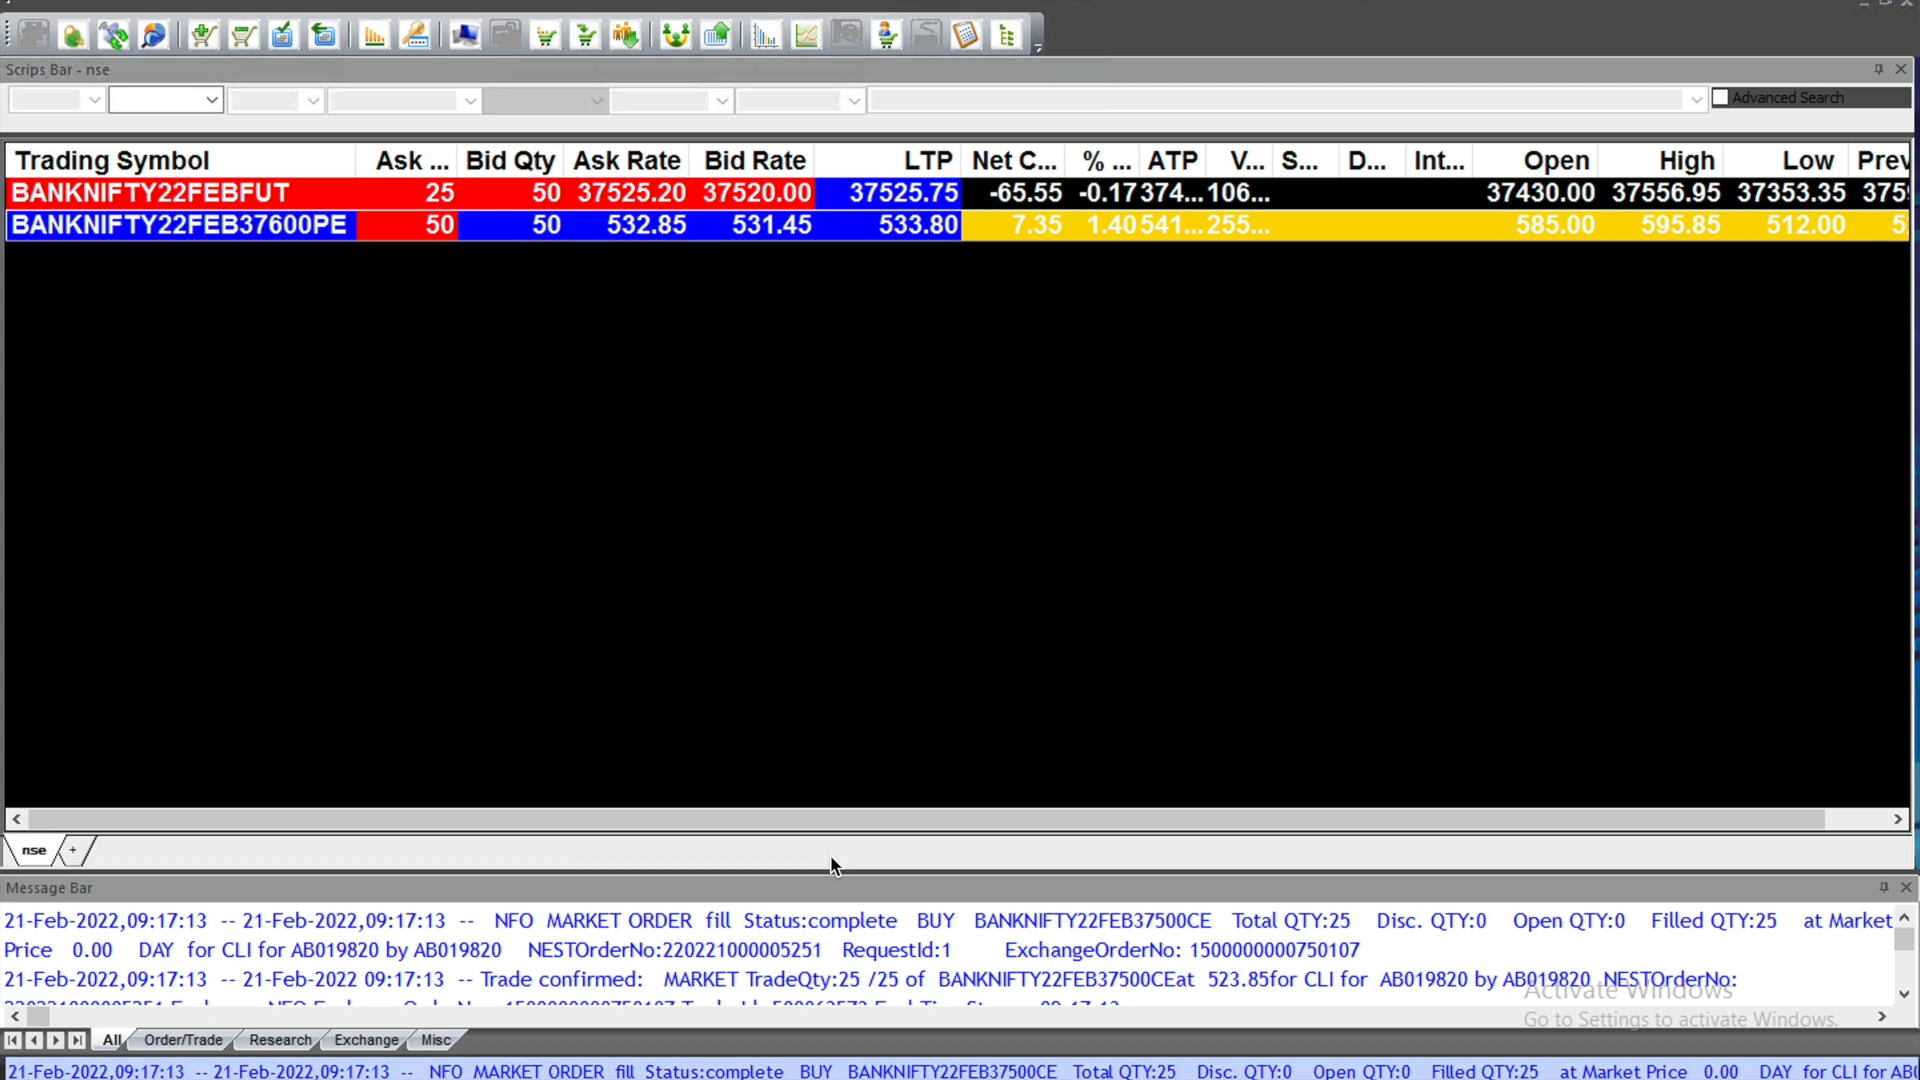 Scrips Bar - nse
Advanced Search
Trading Symbol Ask ... Bid Qty Ask Rate Bid Rate LTP Net C... % ... ATP V... S... D... Int... Open High Low Prev
BANKNIFTY22FEBFUT 25 50 37525.20 37520.00 37525.75 -65.55 -0.17 374... 106... 37430.00 37556.95 37353.35 375
BANKNIFTY22FEB37600PE 50 50 532.85 531.45 533.80 7.35 1.40 541... 255... 585.00 595.85 512.00 5
nse +
Message Bar
21-Feb-2022,09:17:13 -- 21-Feb-2022,09:17:13 -- NFO MARKET ORDER fill Status:complete BUY BANKNIFTY22FEB37500CE Total QTY:25 Disc. QTY:0 Open QTY:0 Filled QTY:25 at Market
Price 0.00 DAY for CLI for AB019820 by AB019820 NESTOrderNo:220221000005251 RequestId:1 ExchangeOrderNo: 1500000000750107
21-Feb-2022,09:17:13 -- 21-Feb-2022 09:17:13 -- Trade confirmed: MARKET TradeQty:25 /25 of BANKNIFTY22FEB37500CEat 523.85for CLI for AB019820 by AB019820 NESTOrderNo:
Activate Windows
Go to Settings to activate Windows.
All Order/Trade Research Exchange Misc
21-Feb-2022,09:17:13 -- 21-Feb-2022,09:17:13 -- NFO MARKET ORDER fill Status:complete BUY BANKNIFTY22FEB37500CE Total QTY:25 Disc. QTY:0 Open QTY:0 Filled QTY:25 at Market Price 0.00 DAY for CLI for AB0